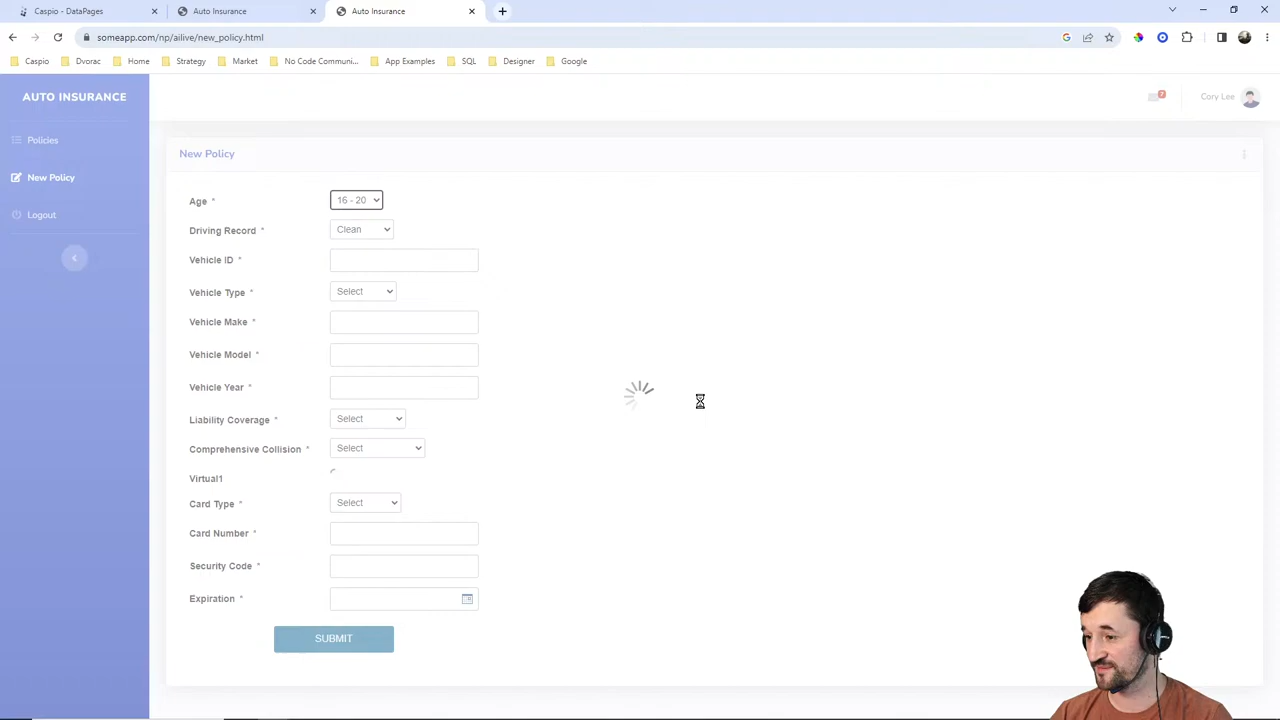 Caspio - DataPages
Auto Insurance
Auto Insurance
someapp.com/np/ailive/new_policy.html
Caspio
Dvorac
Home
Strategy
Market
No Code Communi...
App Examples
SQL
Designer
Google
AUTO INSURANCE
7
Cory Lee
Policies
New Policy
Logout
New Policy
Age *
16 - 20
Driving Record *
Clean
Vehicle ID *
Vehicle Type *
Select
Vehicle Make *
Vehicle Model *
Vehicle Year *
Liability Coverage *
Select
Comprehensive Collision *
Select
Virtual1
Card Type *
Select
Card Number *
Security Code *
Expiration *
SUBMIT